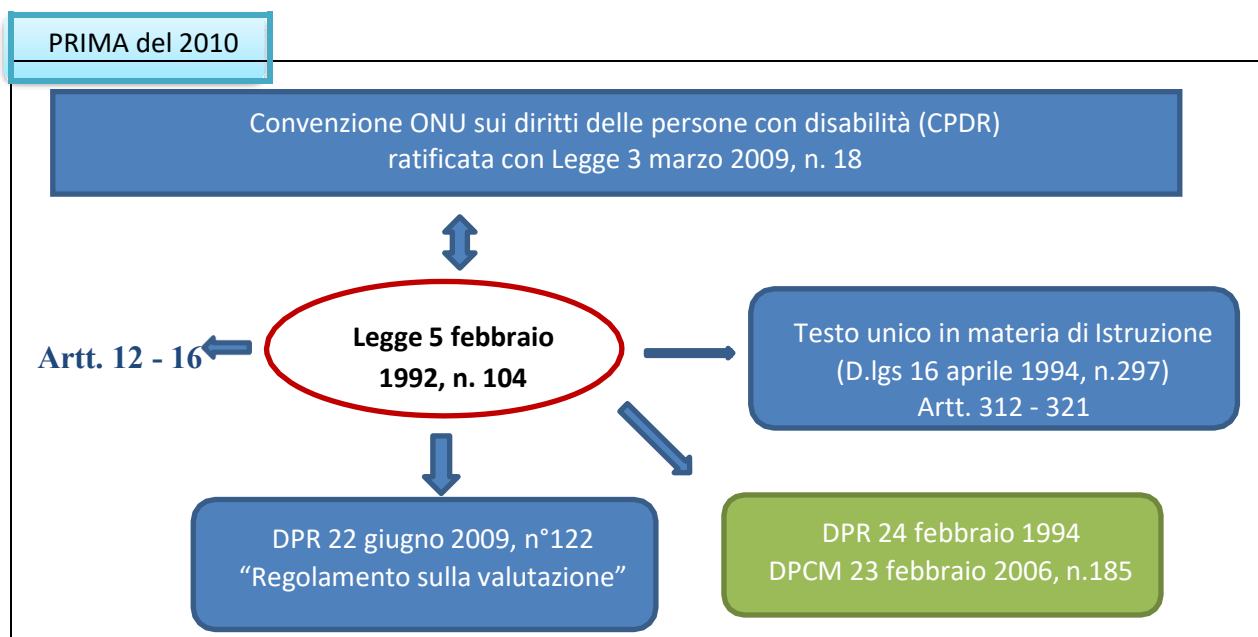 PRIMA del 2010
Convenzione ONU sui diritti delle persone con disabilità (CPDR)
ratificata con Legge 3 marzo 2009, n. 18
Artt. 12 - 16
Legge 5 febbraio
1992, n. 104
Testo unico in materia di Istruzione
(D.lgs 16 aprile 1994, n.297)
Artt. 312 - 321
DPR 22 giugno 2009, n°122
“Regolamento sulla valutazione”
DPR 24 febbraio 1994
DPCM 23 febbraio 2006, n.185